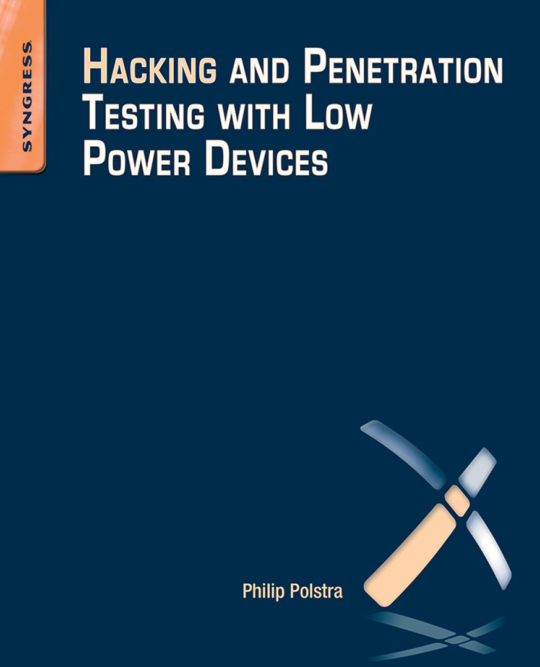 SYNGRESS
HACKING AND PENETRATION
TESTING WITH LOW
POWER DEVICES
Philip Polstra